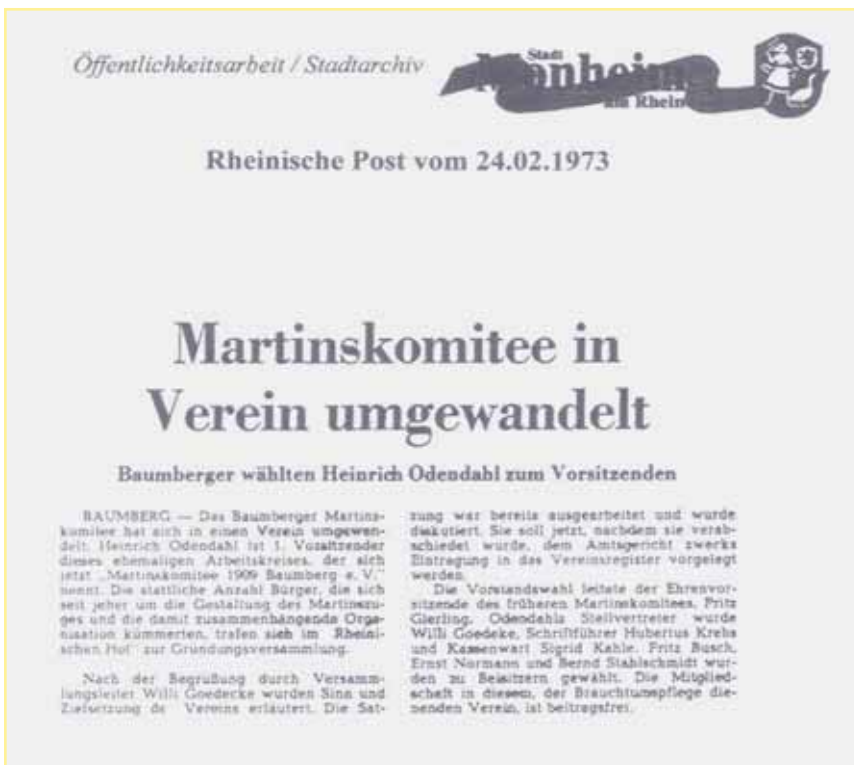 Öffentlichkeitsarbeit / Stadtarchiv
Stadt
Monheim
am Rhein
Rheinische Post vom 24.02.1973
Martinskomitee in
Verein umgewandelt
Baumberger wählten Heinrich Odendahl zum Vorsitzenden
BAUMBERG — Das Baumberger Martins-
komitee hat sich in einen Verein umgewan-
delt. Heinrich Odendahl ist 1. Vorsitzender
dieses ehemaligen Arbeitskreises, der sich
jetzt „Martinskomitee 1909 Baumberg e. V."
nennt. Die stattliche Anzahl Bürger, die sich
seit jeher um die Gestaltung des Martinszu-
ges und die damit zusammenhängende Orga-
nisation kümmerten, trafen sich im „Rheini-
schen Hof" zur Gründungsversammlung.
Nach der Begrüßung durch Versamm-
lungsleiter Willi Goedecke wurden Sinn und
Zielsetzung de Vereins erläutert. Die Sat-
zung war bereits ausgearbeitet und wurde
diskutiert. Sie soll jetzt, nachdem sie verab-
schiedet wurde, dem Amtsgericht zwecks
Eintragung in das Vereinsregister vorgelegt
werden.
Die Vorstandswahl leitete der Ehrenvor-
sitzende des früheren Martinskomitees, Fritz
Gierling. Odendahls Stellvertreter wurde
Willi Goedeke, Schriftführer Hubertus Krebs
und Kassenwart Sigrid Kahle. Fritz Busch,
Ernst Normann und Bernd Stahlschmidt wur-
den zu Beisitzern gewählt. Die Mitglied-
schaft in diesem, der Brauchtumspflege die-
nenden Verein, ist beitragsfrei.